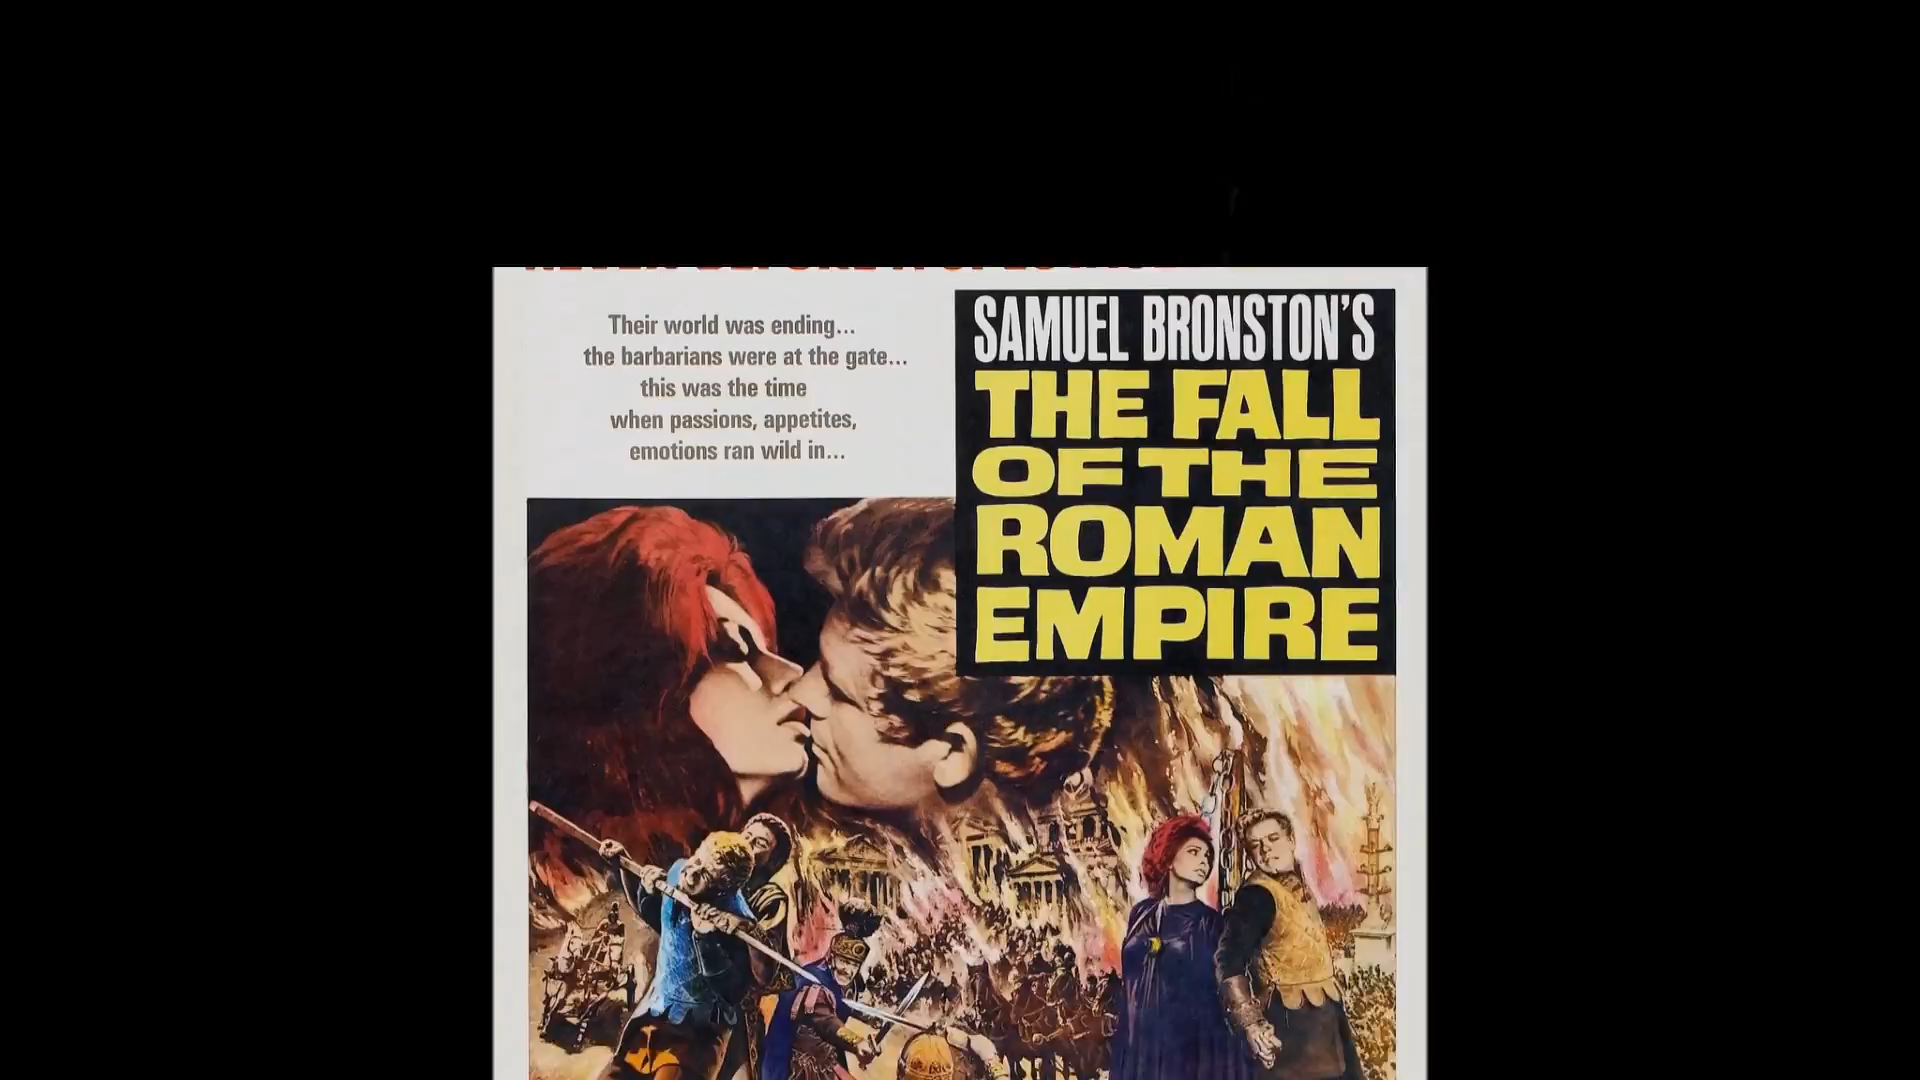 Their world was ending...
the barbarians were at the gate...
this was the time
when passions, appetites,
emotions ran wild in...
SAMUEL BRONSTON'S
THE FALL
OF THE
ROMAN
EMPIRE